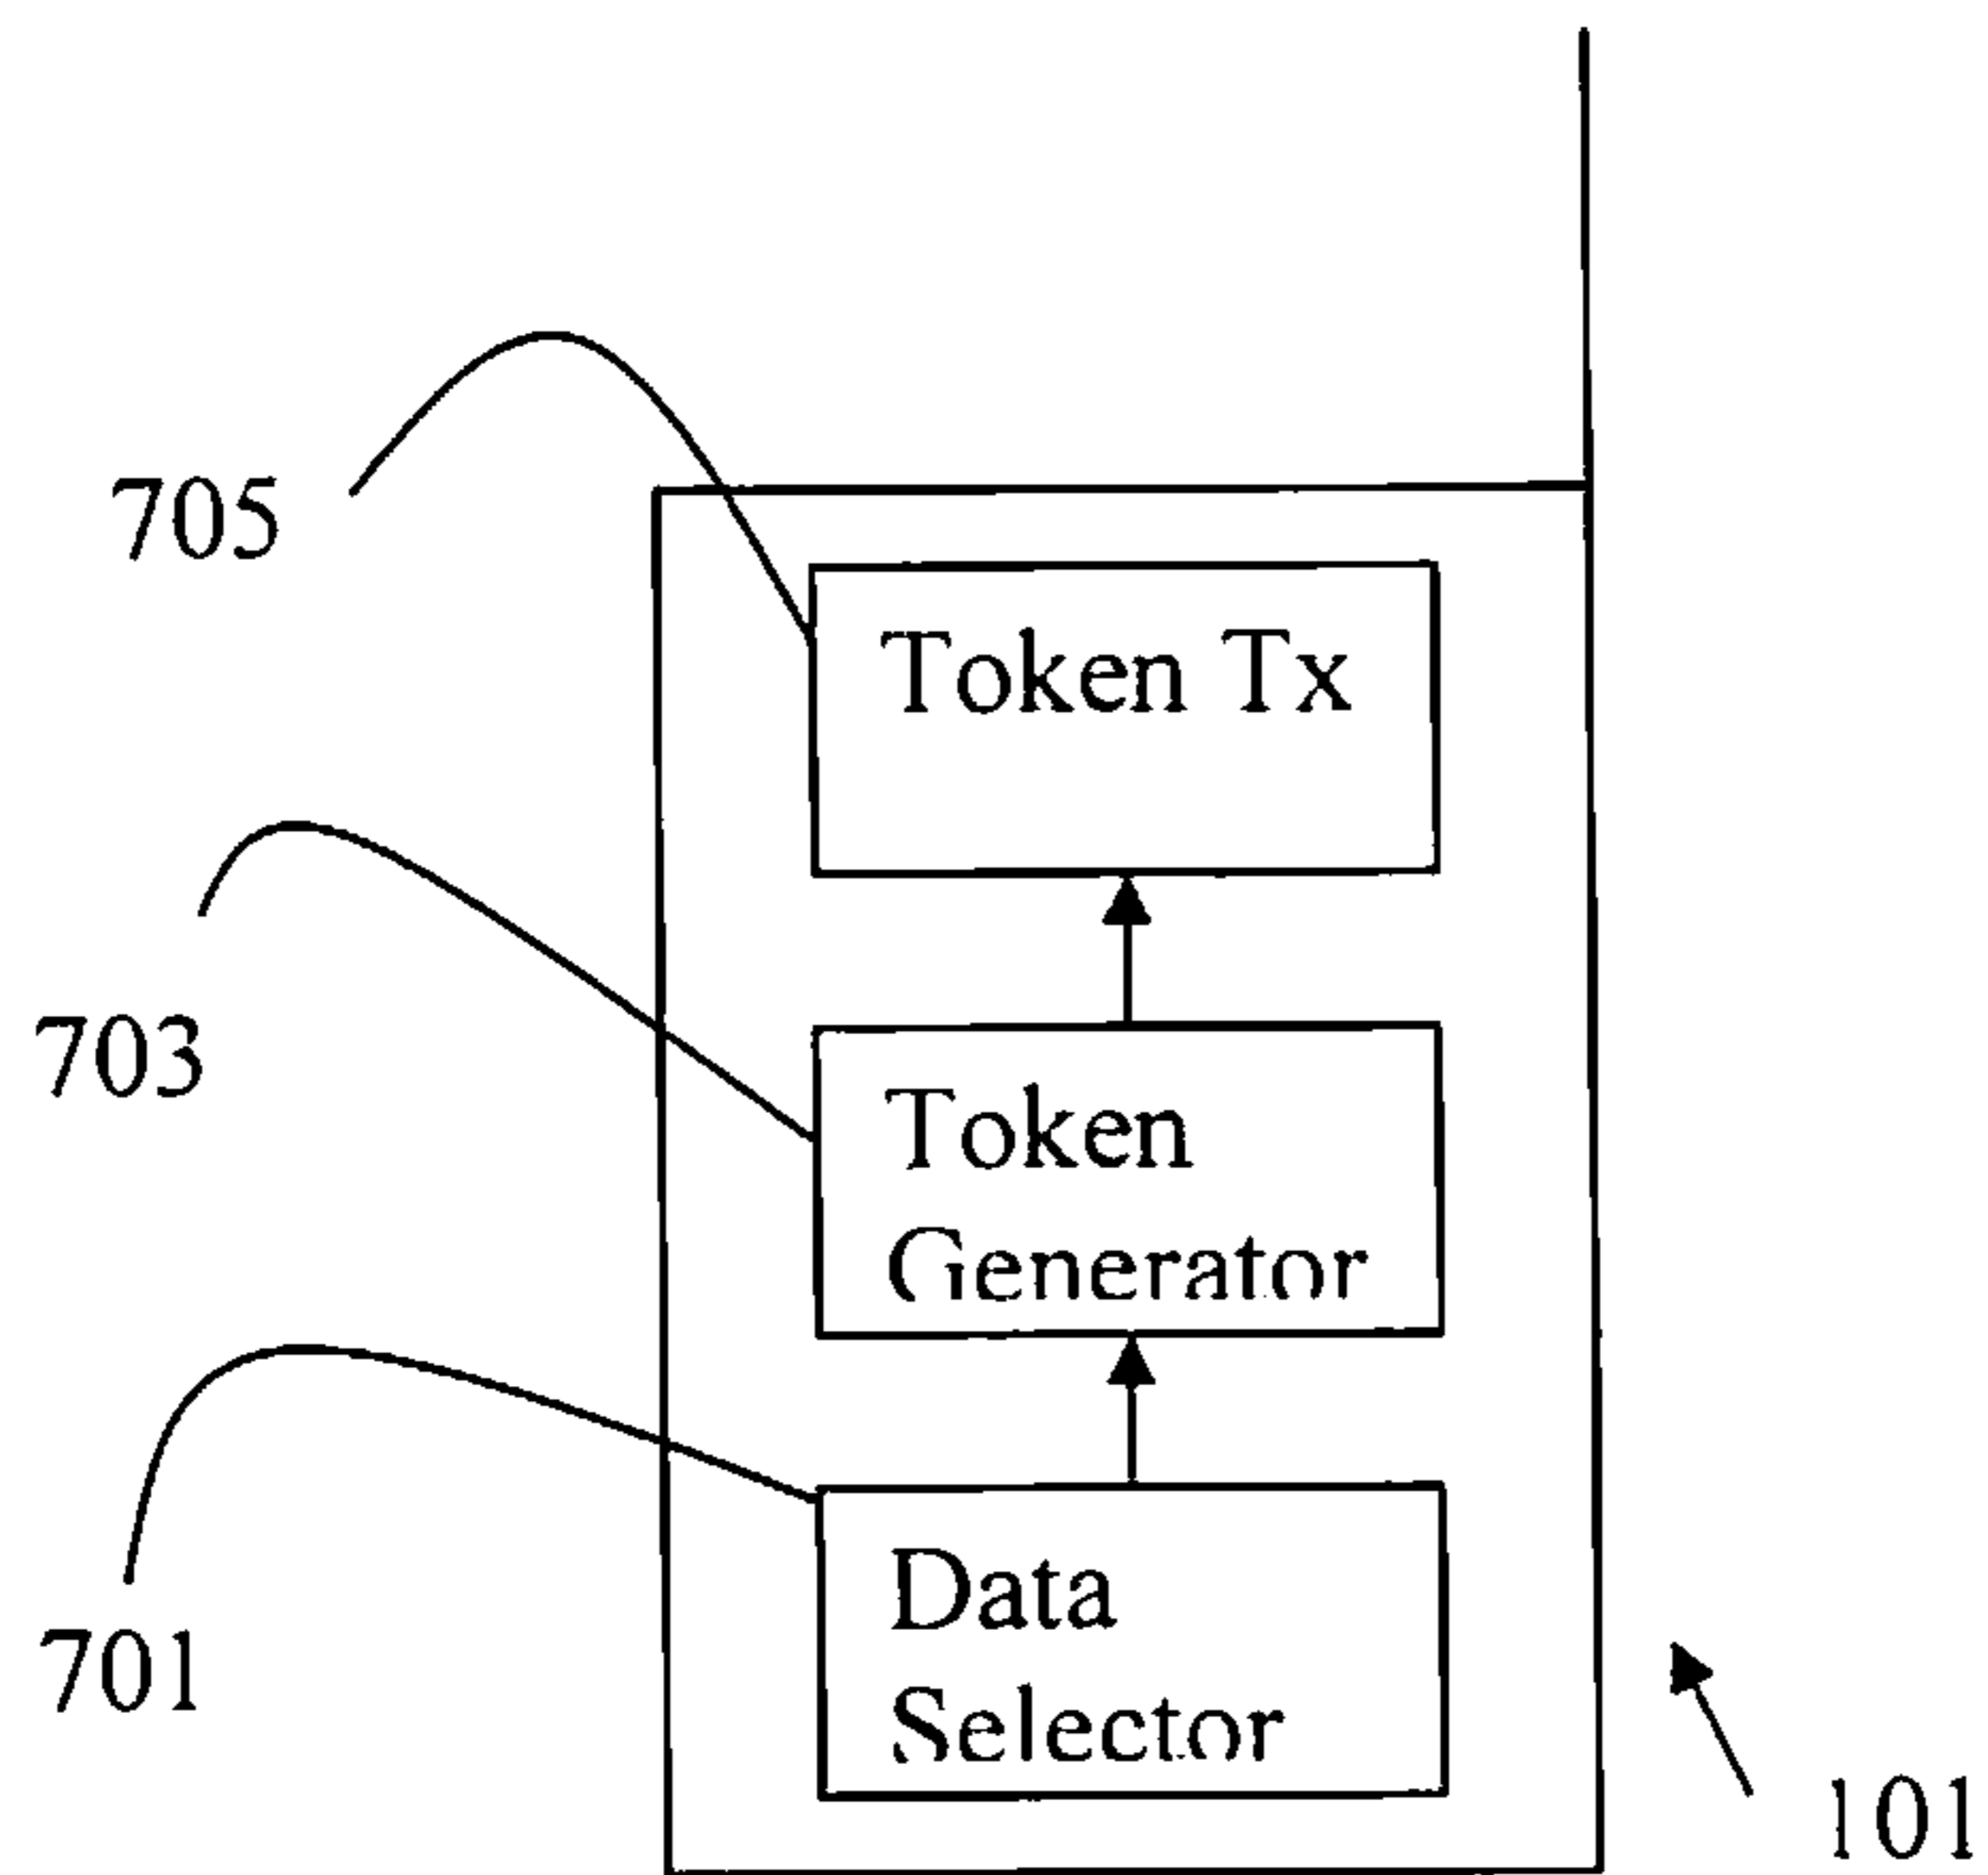 705
Token Tx
703
Token
Generator
701
Data
Selector
101